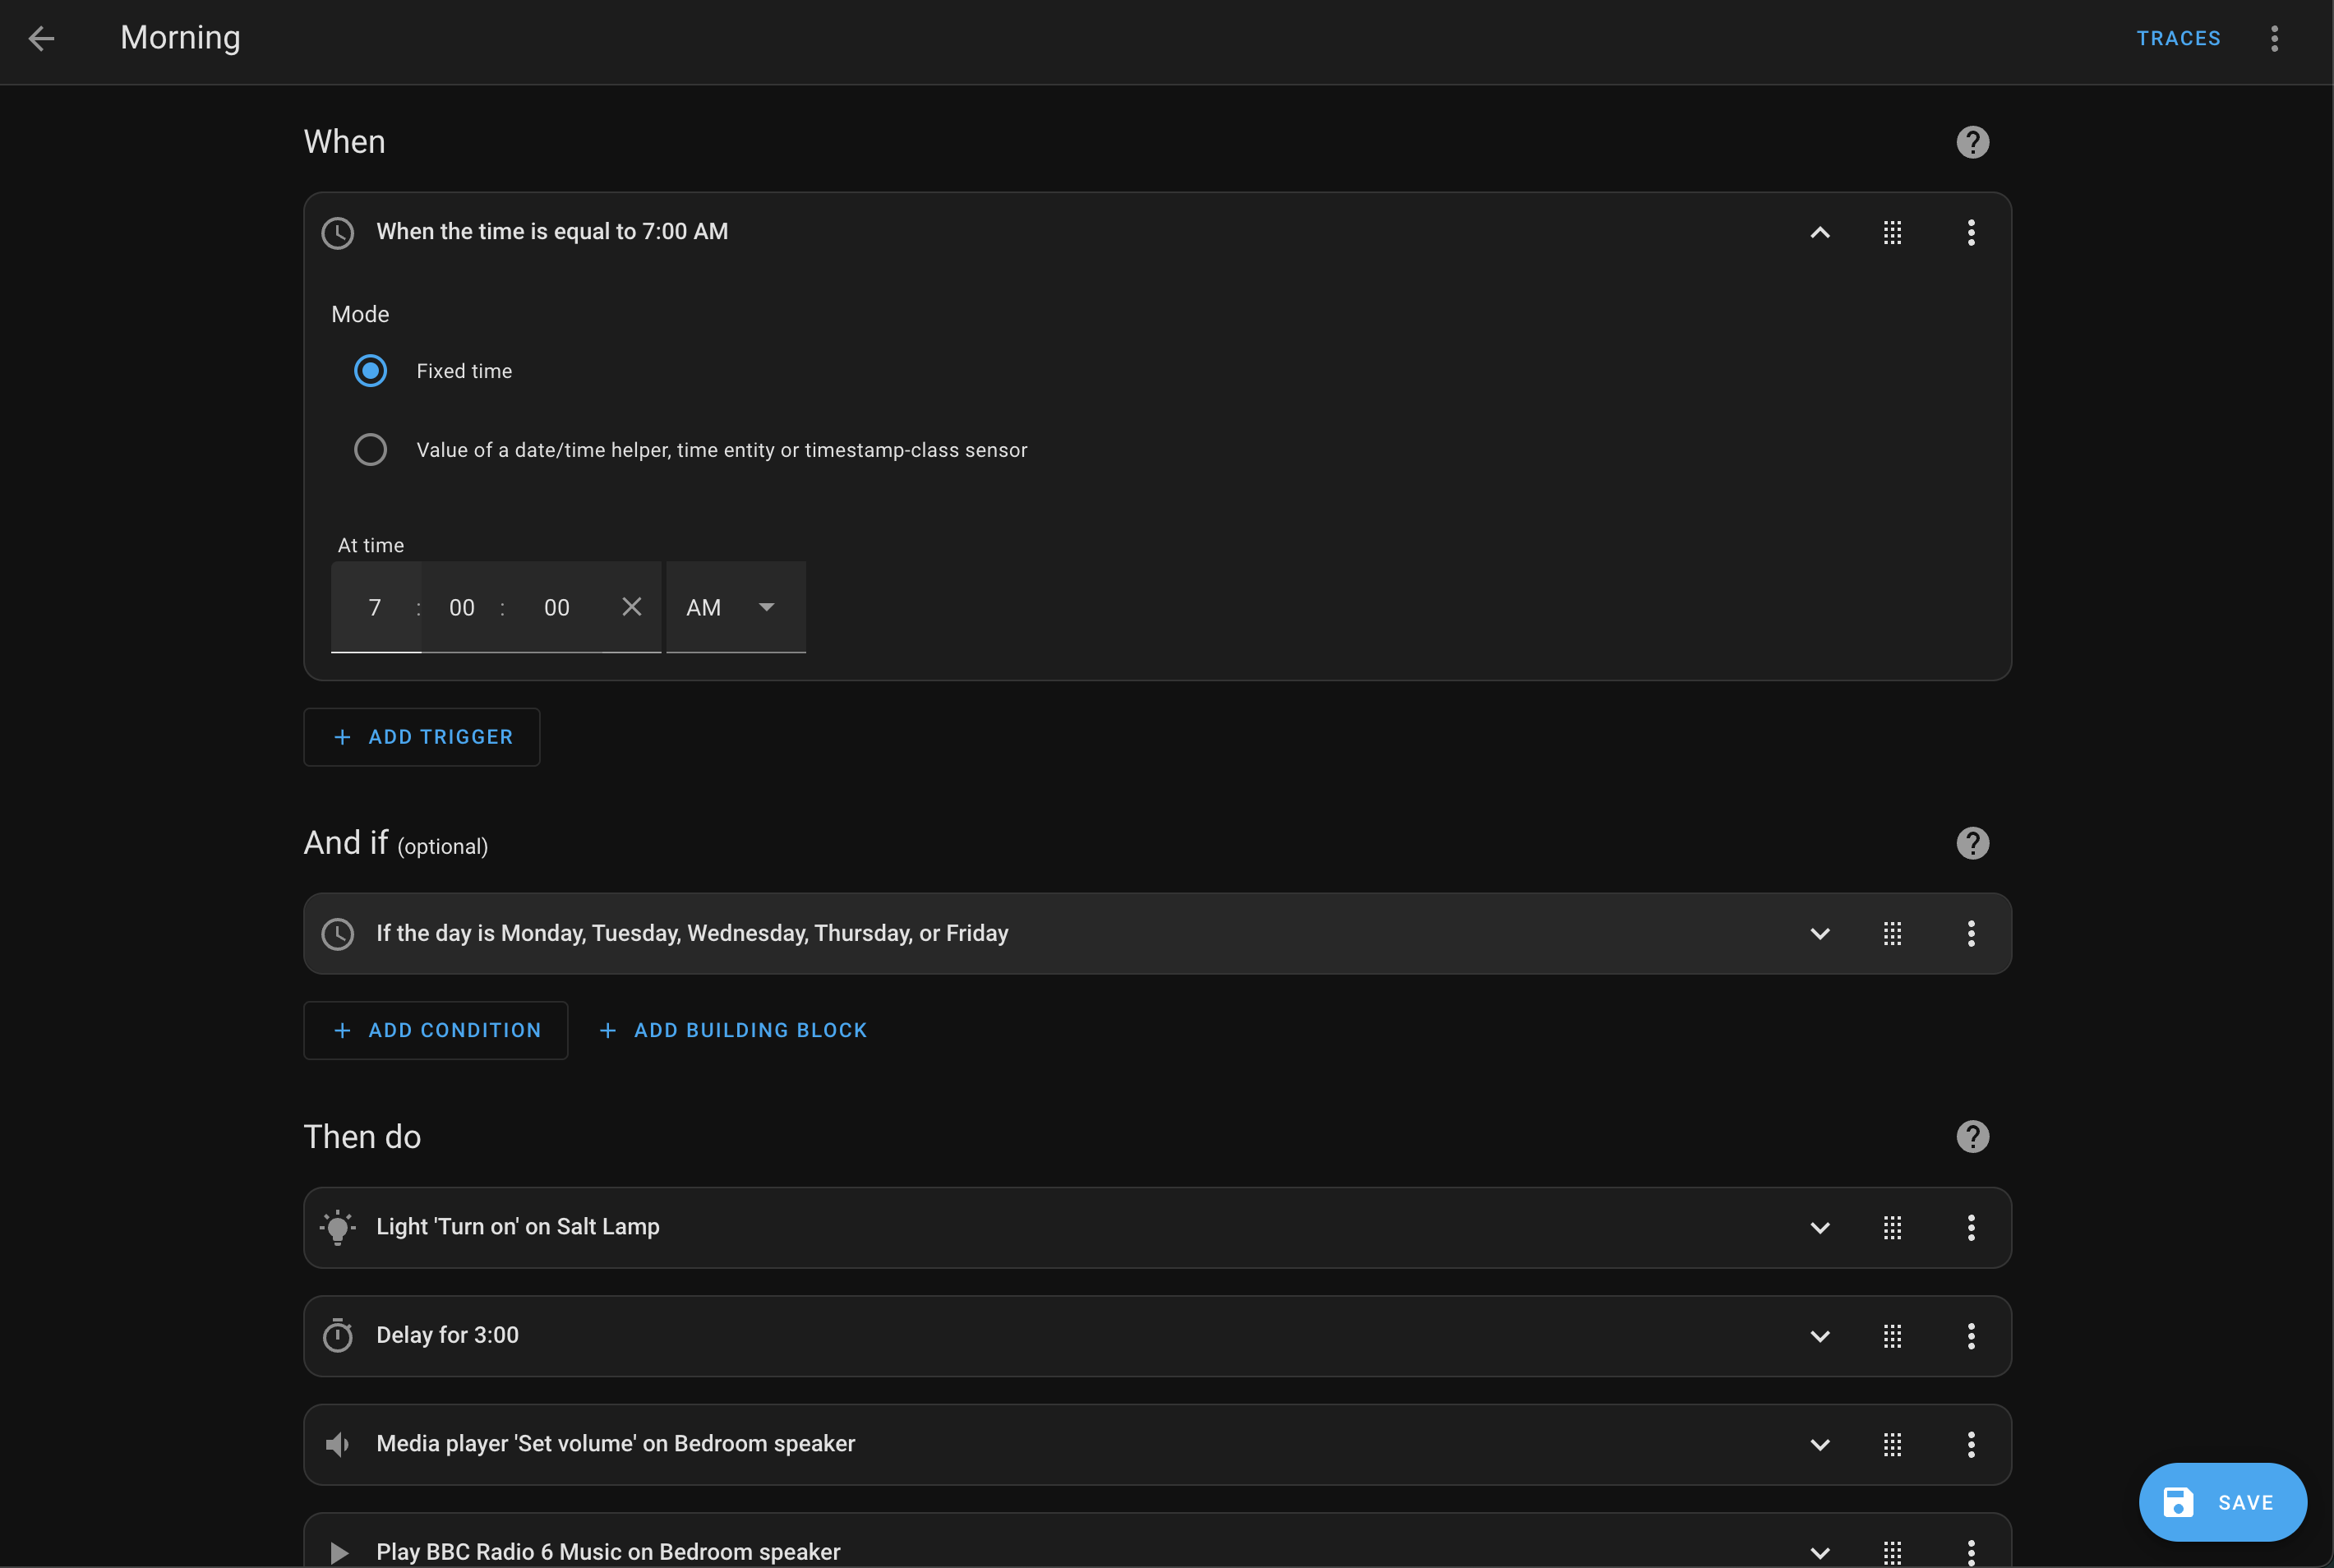 Morning
TRACES
When
When the time is equal to 7:00 AM
Mode
Fixed time
Value of a date/time helper, time entity or timestamp-class sensor
At time
7 : 00 : 00 AM
ADD TRIGGER
And if (optional)
If the day is Monday, Tuesday, Wednesday, Thursday, or Friday
ADD CONDITION
ADD BUILDING BLOCK
Then do
Light 'Turn on' on Salt Lamp
Delay for 3:00
Media player 'Set volume' on Bedroom speaker
SAVE
Play BBC Radio 6 Music on Bedroom speaker